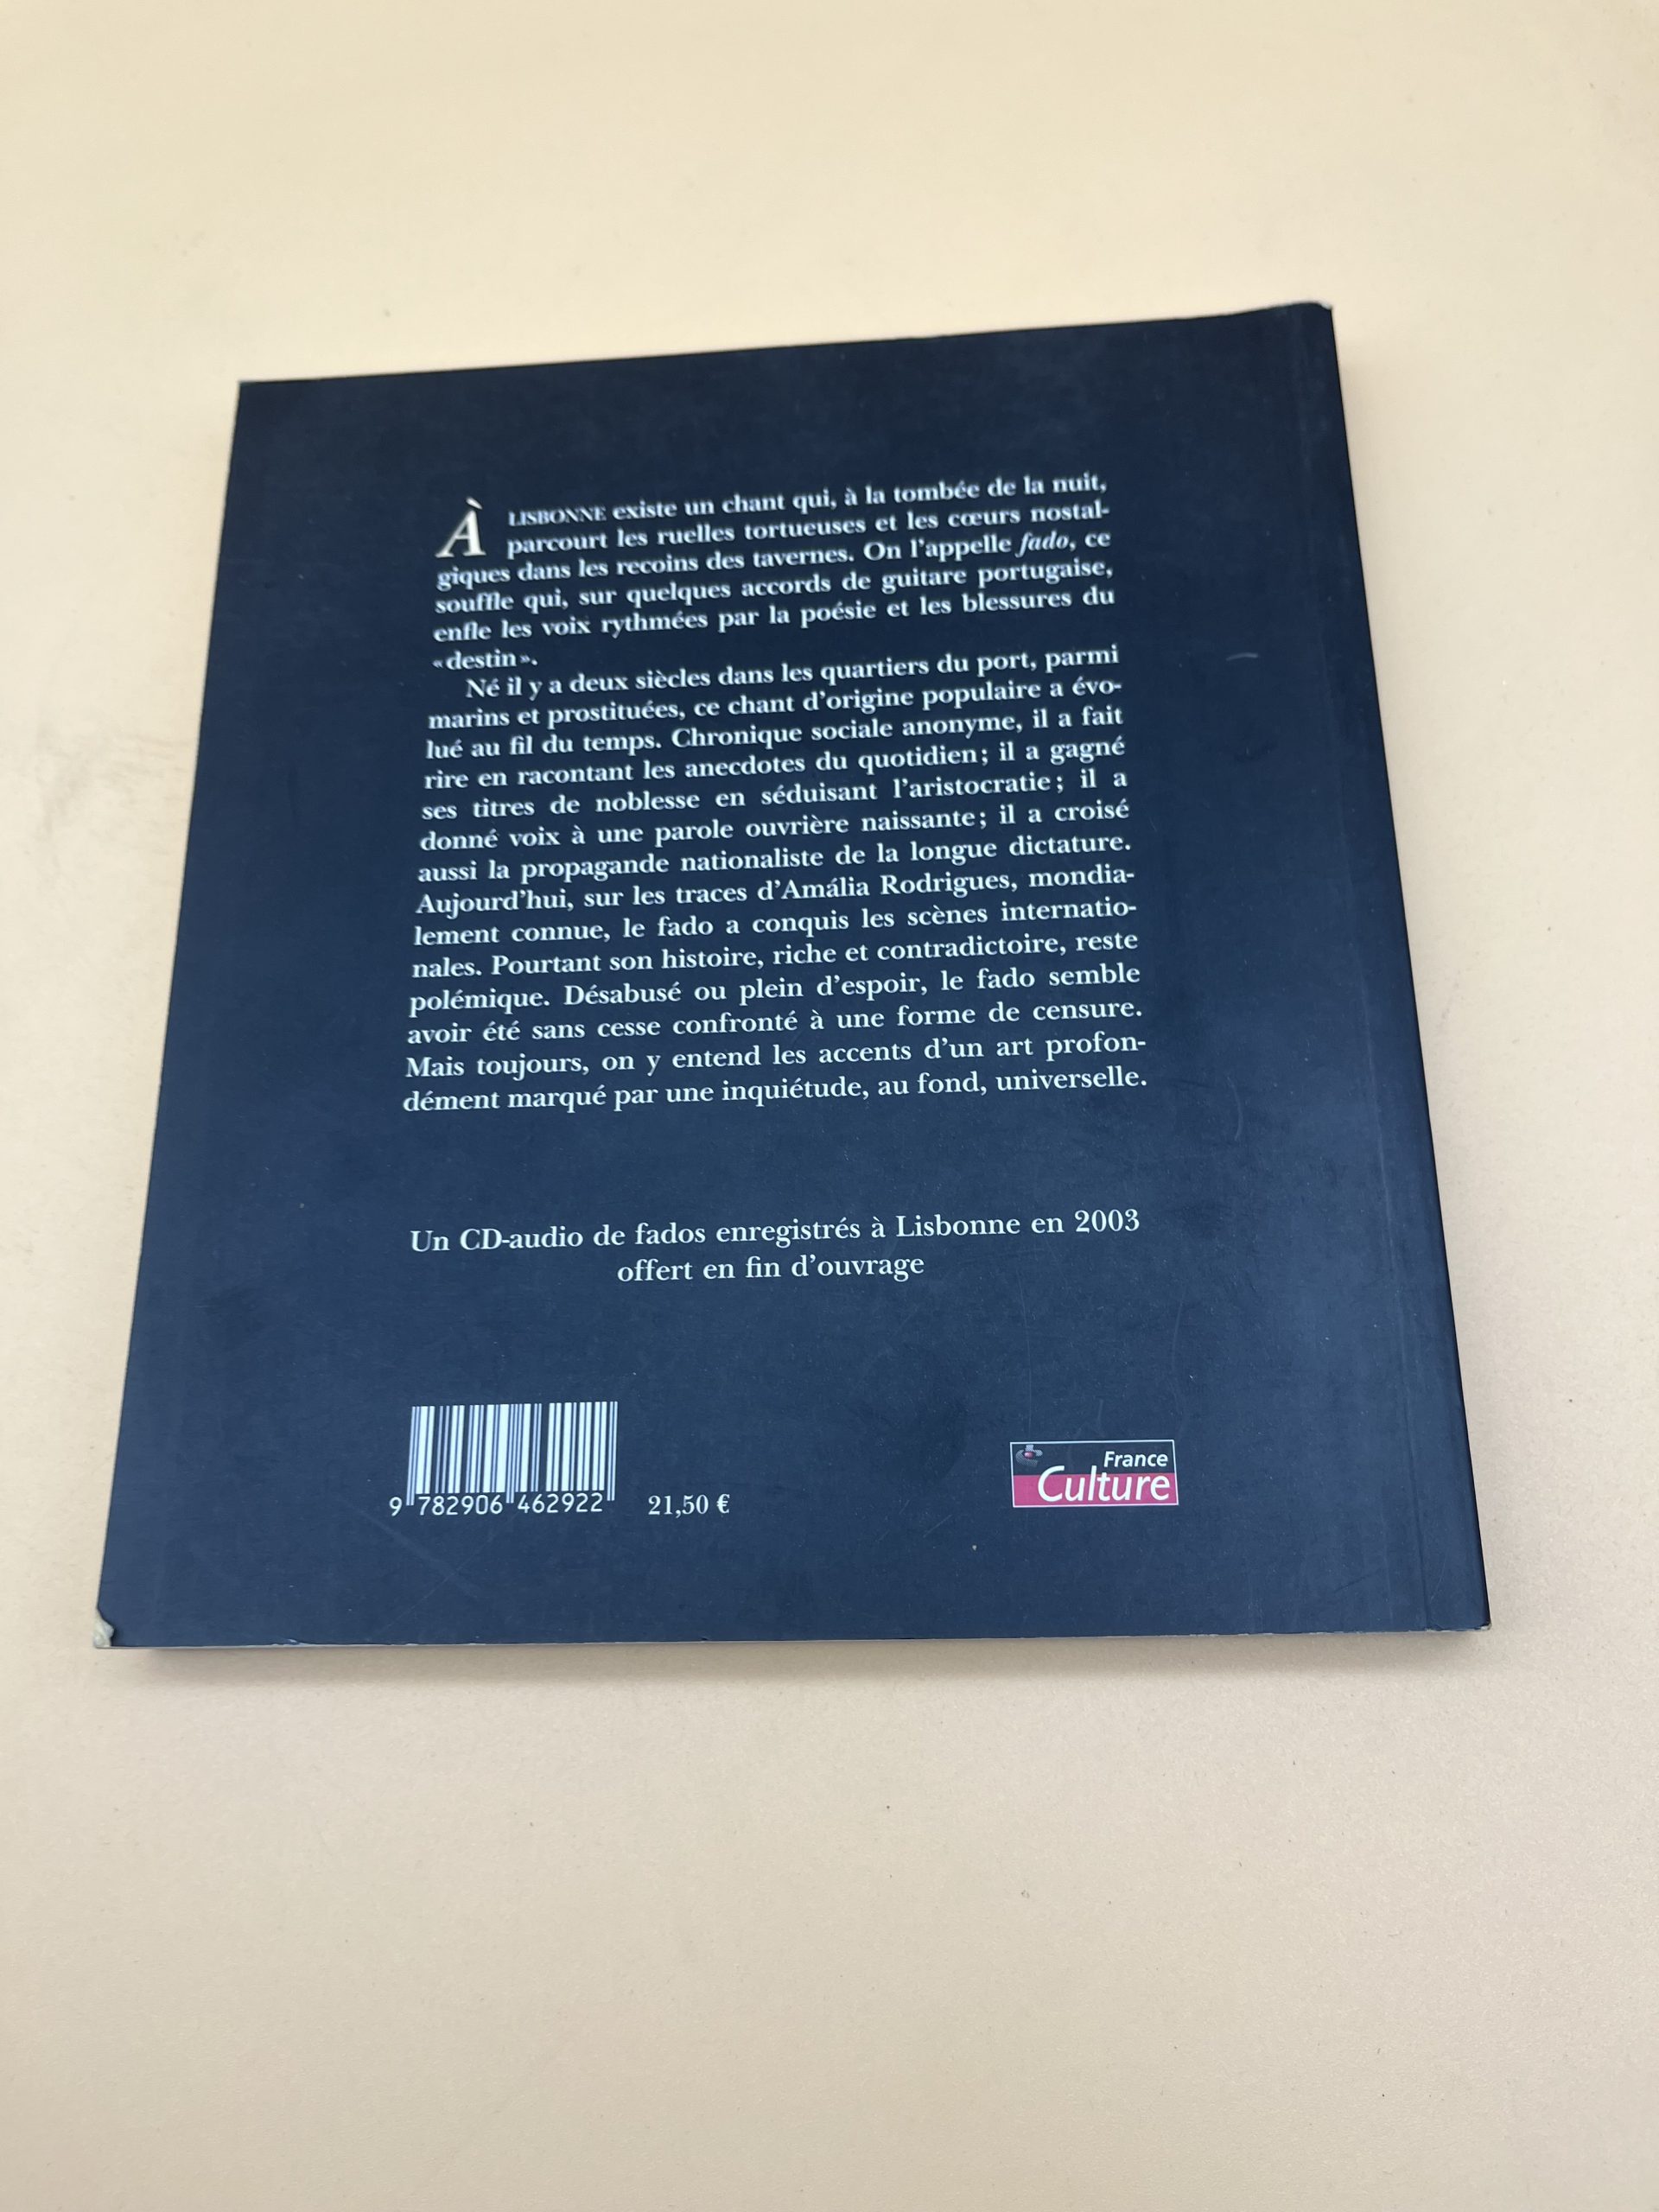 À LISBONNE existe un chant qui, à la tombée de la nuit,
parcourt les ruelles tortueuses et les cœurs nostal-
giques dans les recoins des tavernes. On l’appelle fado, ce
souffle qui, sur quelques accords de guitare portugaise,
enfle les voix rythmées par la poésie et les blessures du
« destin ».
Né il y a deux siècles dans les quartiers du port, parmi
marins et prostituées, ce chant d’origine populaire a évo-
lué au fil du temps. Chronique sociale anonyme, il a fait
rire en racontant les anecdotes du quotidien ; il a gagné
ses titres de noblesse en séduisant l’aristocratie ; il a
donné voix à une parole ouvrière naissante ; il a croisé
aussi la propagande nationaliste de la longue dictature.
Aujourd’hui, sur les traces d’Amália Rodrigues, mondia-
lement connue, le fado a conquis les scènes internatio-
nales. Pourtant son histoire, riche et contradictoire, reste
polémique. Désabusé ou plein d’espoir, le fado semble
avoir été sans cesse confronté à une forme de censure.
Mais toujours, on y entend les accents d’un art profon-
dément marqué par une inquiétude, au fond, universelle.
Un CD-audio de fados enregistrés à Lisbonne en 2003
offert en fin d’ouvrage
9 782906 462922
21,50 €
France
Culture